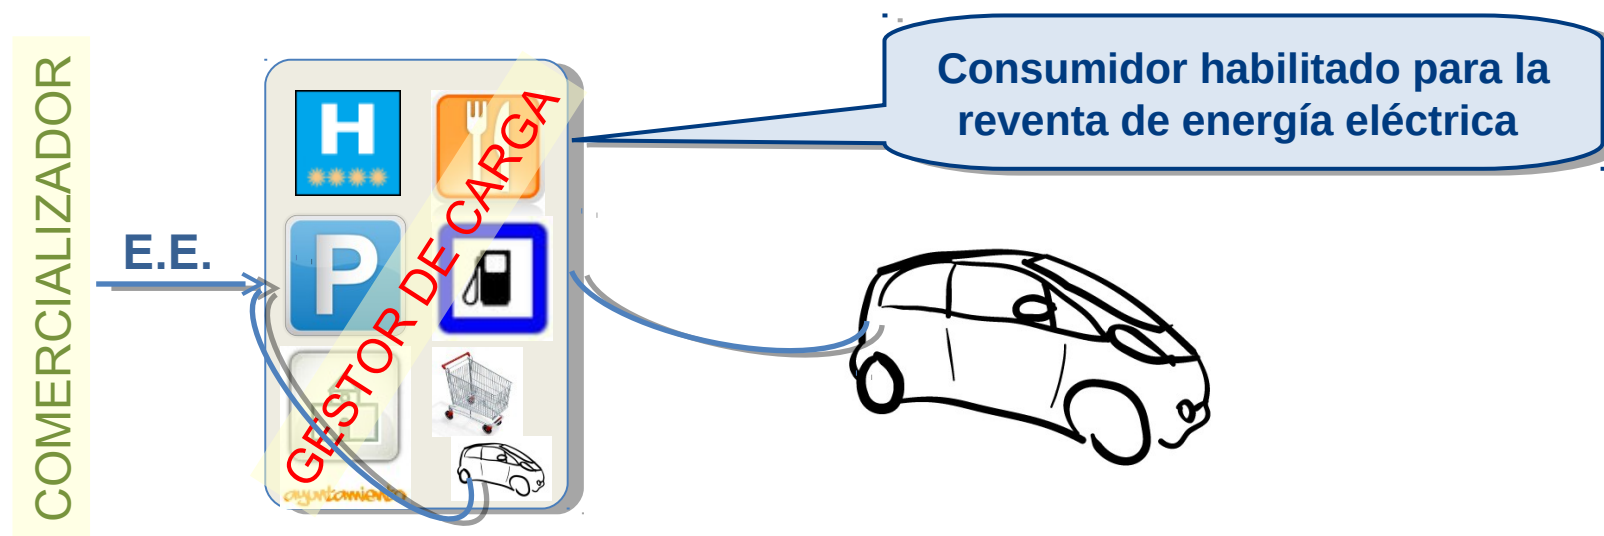 COMERCIALIZADOR
E.E.
H
P
GESTOR DE CARGA
ayuntamiento
Consumidor habilitado para la
reventa de energía eléctrica